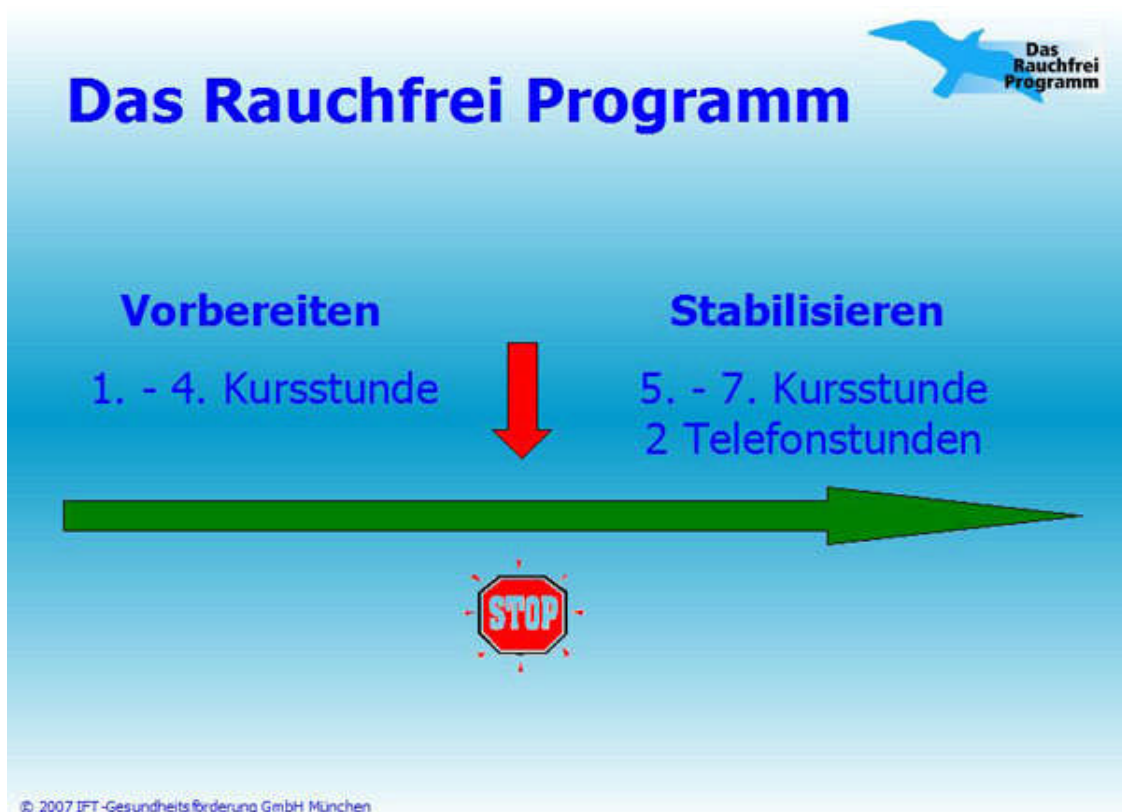 Das Rauchfrei Programm
Das
Rauchfrei
Programm
Vorbereiten
1. - 4. Kursstunde
Stabilisieren
5. - 7. Kursstunde
2 Telefonstunden
STOP
© 2007 IFT-Gesundheitsförderung GmbH München